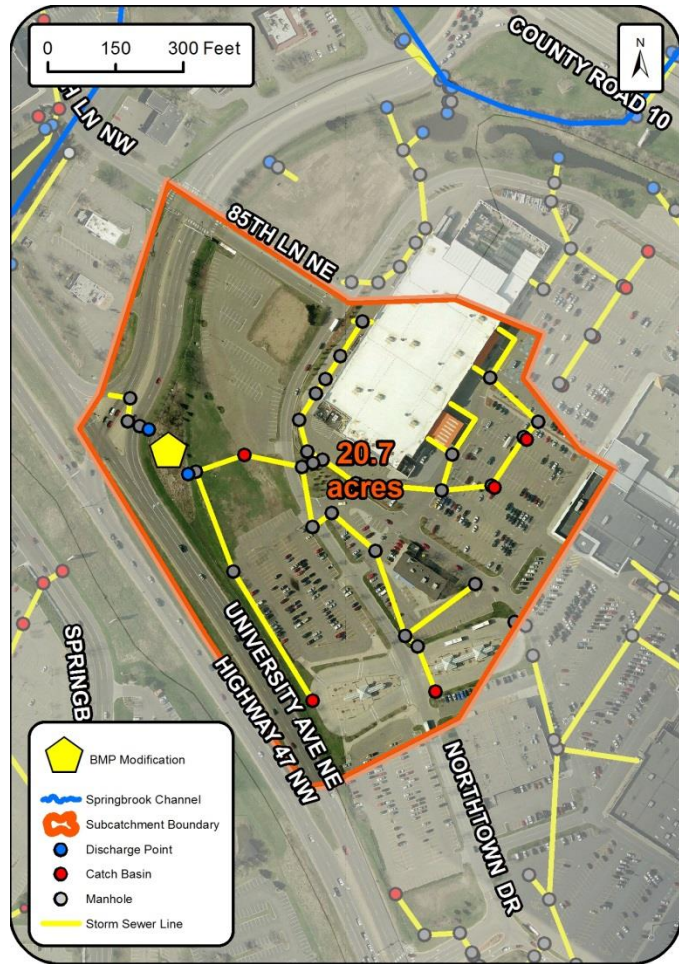 0 150 300 Feet
N
COUNTY ROAD 10
TH LN NW
85TH LN NE
20.7
acres
UNIVERSITY AVE NE
HIGHWAY 47 NW
SPRINGB
NORTHTOWN DR
BMP Modification
Springbrook Channel
Subcatchment Boundary
Discharge Point
Catch Basin
Manhole
Storm Sewer Line